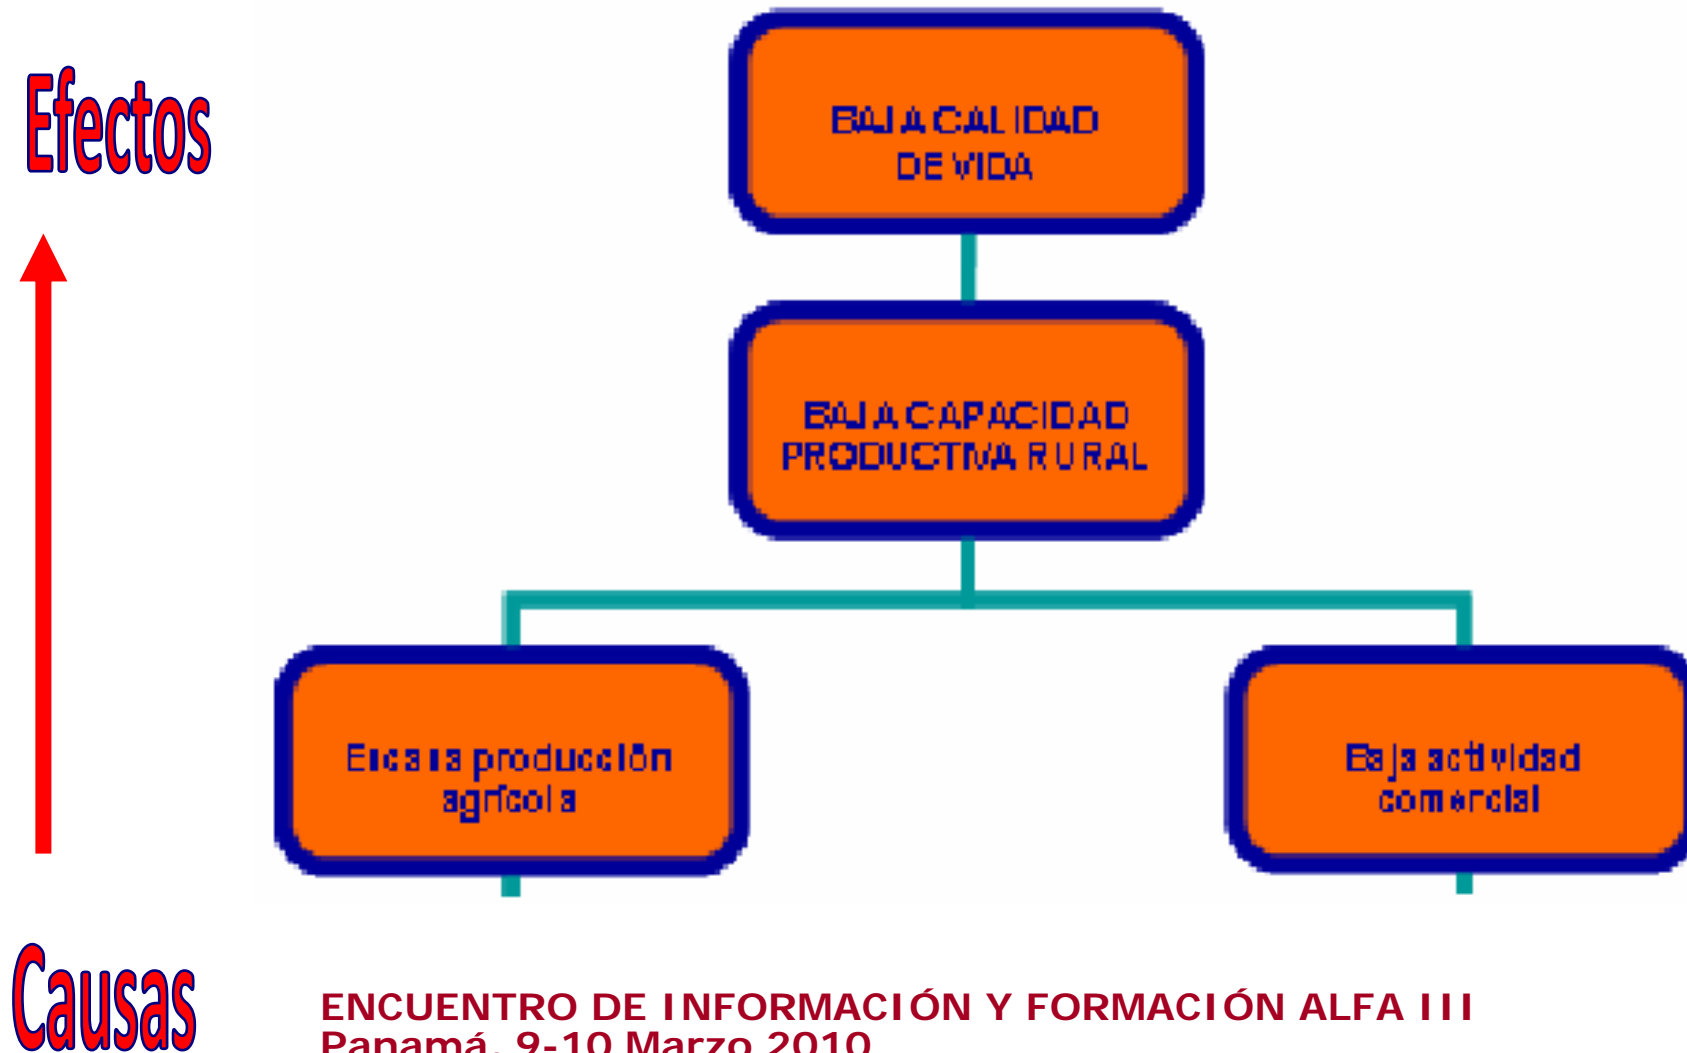 Efectos
BAJA CALIDAD
DE VIDA
BAJA CAPACIDAD
PRODUCTIVA RURAL
Escasa producción
agrícola
Baja actividad
comercial
Causas
ENCUENTRO DE INFORMACIÓN Y FORMACIÓN ALFA III
Panamá, 9-10 Marzo 2010